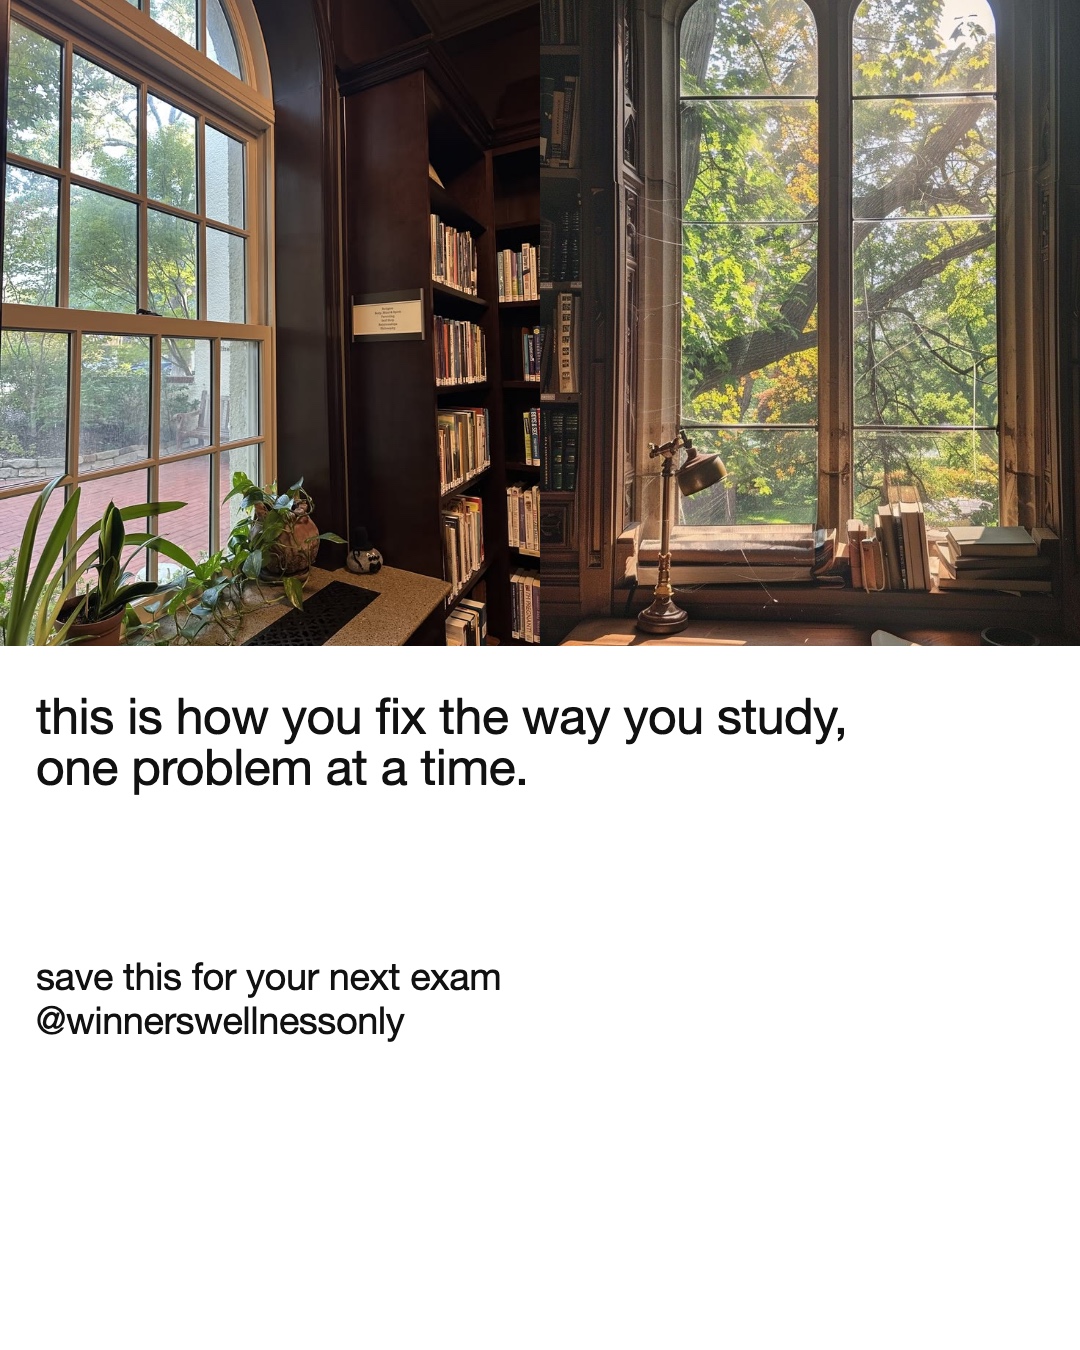 this is how you fix the way you study,
one problem at a time.
save this for your next exam
@winnerswellnessonly